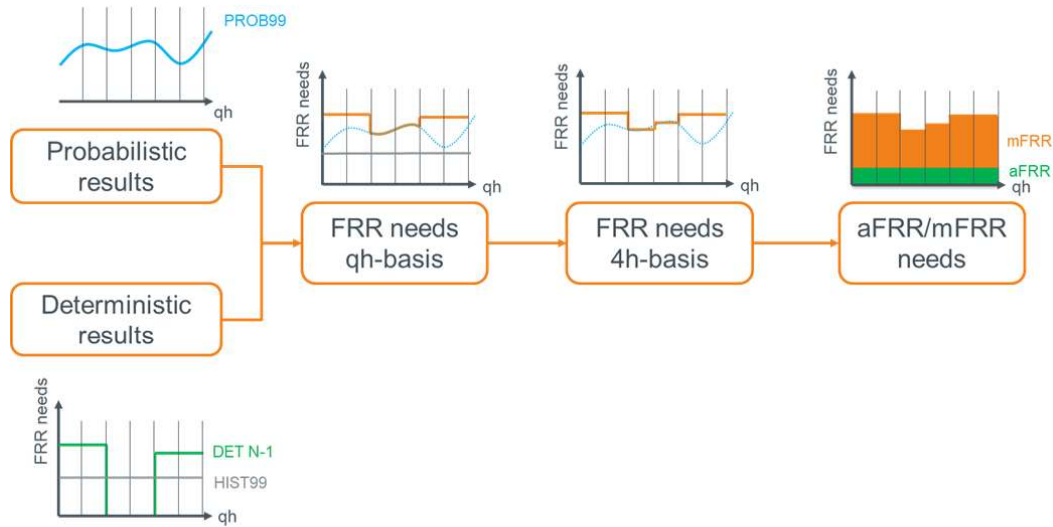 PROB99
qh
Probabilistic
results
FRR needs
qh
FRR needs
qh-basis
FRR needs
FRR needs
4h-basis
FRR needs
mFRR
aFRR
qh
aFRR/mFRR
needs
Deterministic
results
FRR needs
DET N-1
HIST99
qh